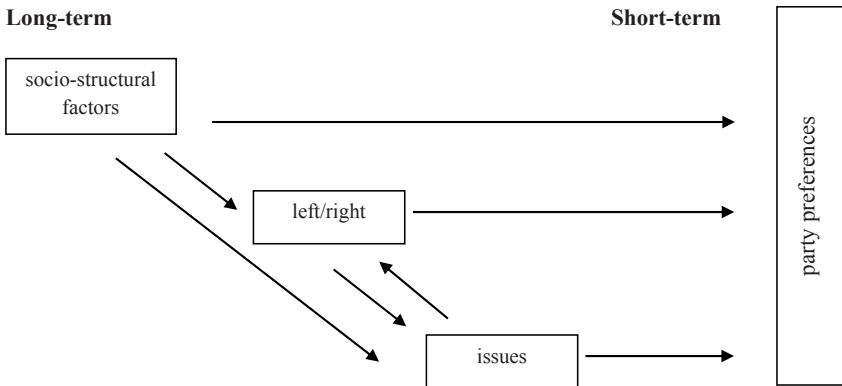 Long-term
Short-term
socio-structural
factors
left/right
issues
party preferences